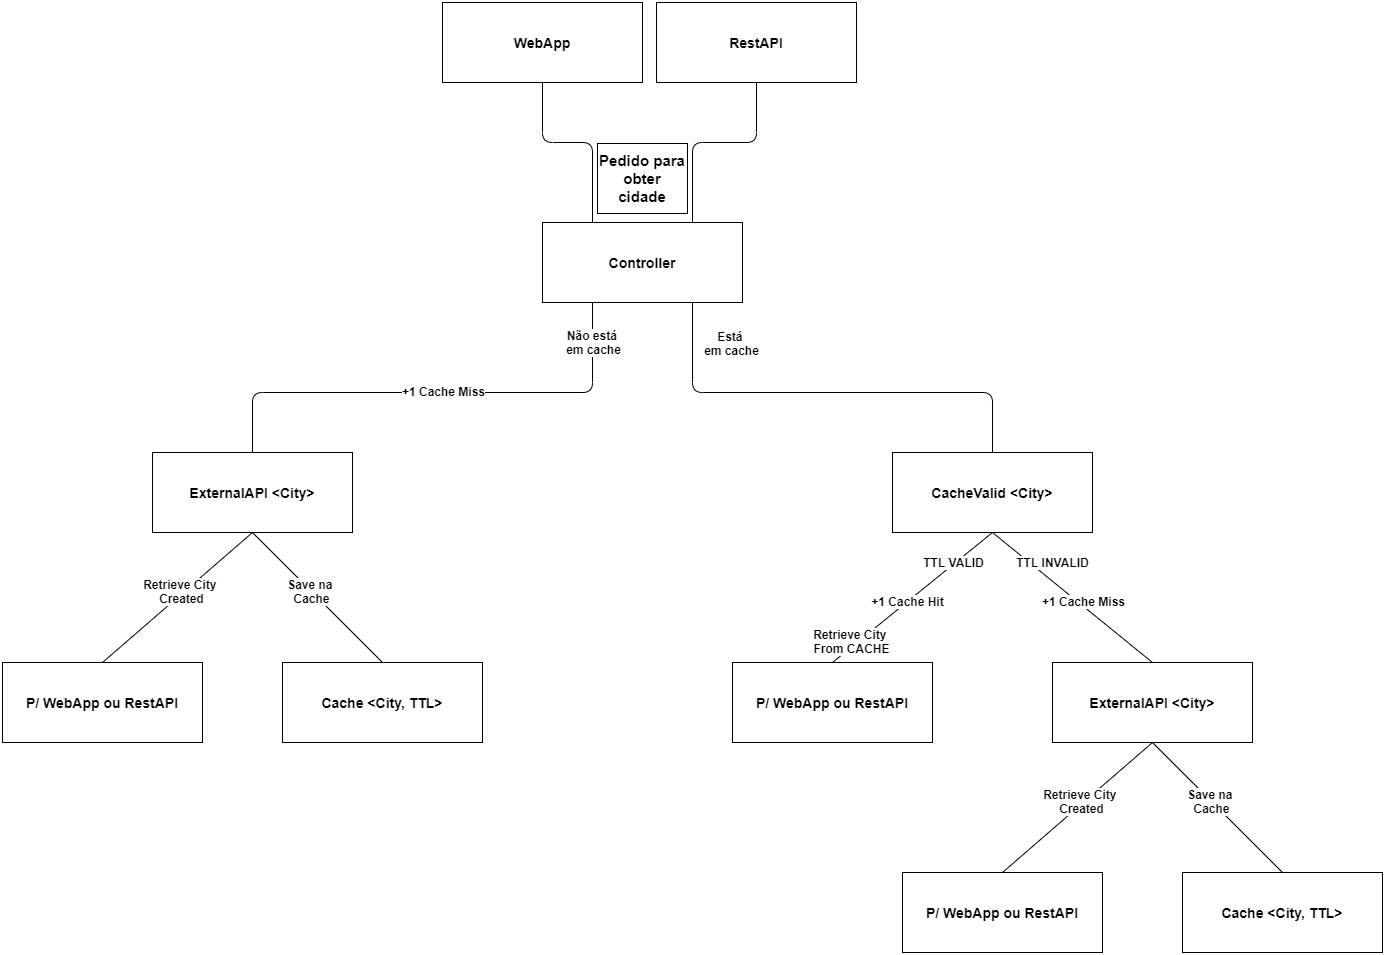 WebApp
RestAPI
Pedido para
obter
cidade
Controller
Não está
em cache
Está
em cache
+1 Cache Miss
ExternalAPI <City>
CacheValid <City>
TTL VALID
TTL INVALID
Retrieve City
Created
Save na
Cache
+1 Cache Hit
+1 Cache Miss
Retrieve City
From CACHE
P/ WebApp ou RestAPI
Cache <City, TTL>
P/ WebApp ou RestAPI
ExternalAPI <City>
Retrieve City
Created
Save na
Cache
P/ WebApp ou RestAPI
Cache <City, TTL>